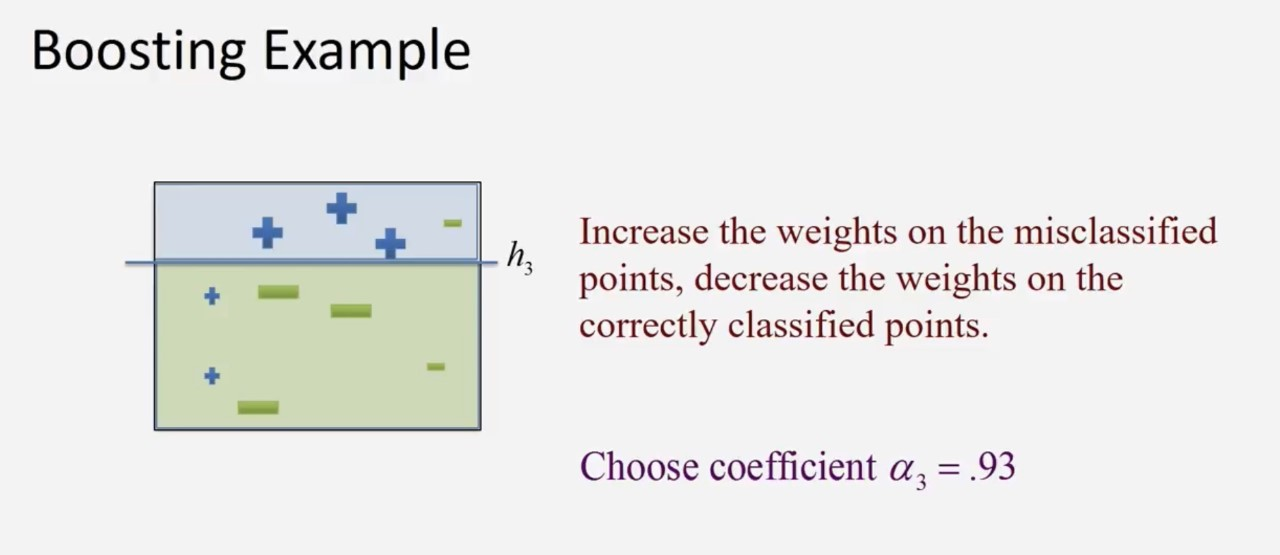 Boosting Example
h₃
Increase the weights on the misclassified
points, decrease the weights on the
correctly classified points.
Choose coefficient α₃ = .93